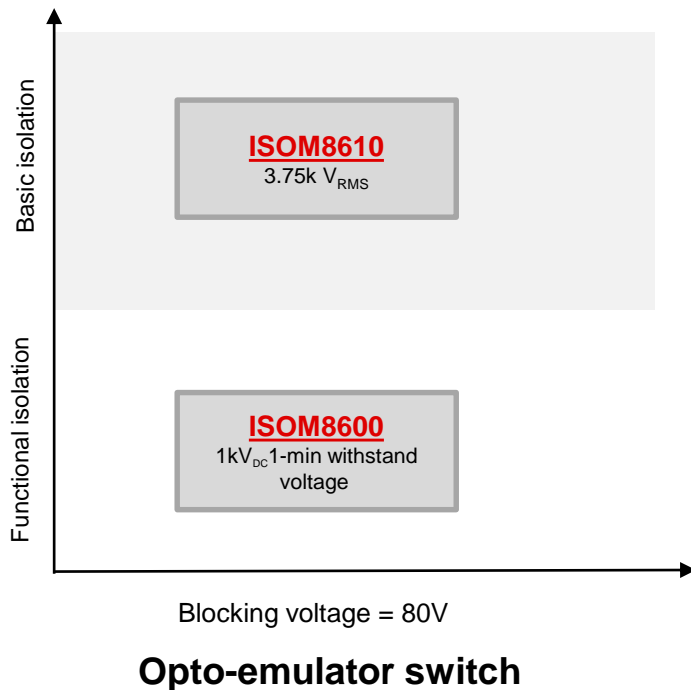 Basic isolation
ISOM8610
3.75k VRMS
Functional isolation
ISOM8600
1kVDC1-min withstand
voltage
Blocking voltage = 80V
Opto-emulator switch